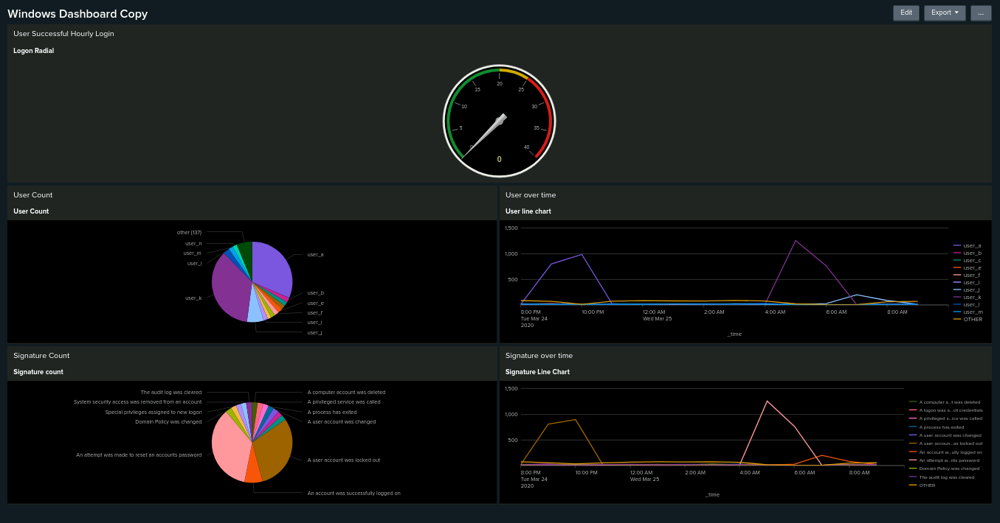 Windows Dashboard Copy
Edit
Export
...
User Successful Hourly Login
Logon Radial
0
5
10
15
20
25
30
35
40
0
User Count
User Count
other (137)
user_n
user_m
user_l
user_k
user_a
user_b
user_e
user_f
user_i
user_j
User over time
User line chart
1,500
1,000
500
8:00 PM
Tue Mar 24
2020
10:00 PM
12:00 AM
Wed Mar 25
2:00 AM
4:00 AM
6:00 AM
8:00 AM
_time
user_a
user_b
user_c
user_e
user_f
user_i
user_j
user_k
user_l
user_m
OTHER
Signature Count
Signature count
The audit log was cleared
System security access was removed from an account
Special privileges assigned to new logon
Domain Policy was changed
An attempt was made to reset an accounts password
A computer account was deleted
A privileged service was called
A process has exited
A user account was changed
A user account was locked out
An account was successfully logged on
Signature over time
Signature Line Chart
1,500
1,000
500
8:00 PM
Tue Mar 24
2020
10:00 PM
12:00 AM
Wed Mar 25
2:00 AM
4:00 AM
6:00 AM
8:00 AM
_time
A computer a...t was deleted
A logon was a...cit credentials
A privileged s...ice was called
A process has exited
A user account was changed
A user accoun...as locked out
An account w...ully logged on
An attempt w...nts password
Domain Policy was changed
The audit log was cleared
OTHER